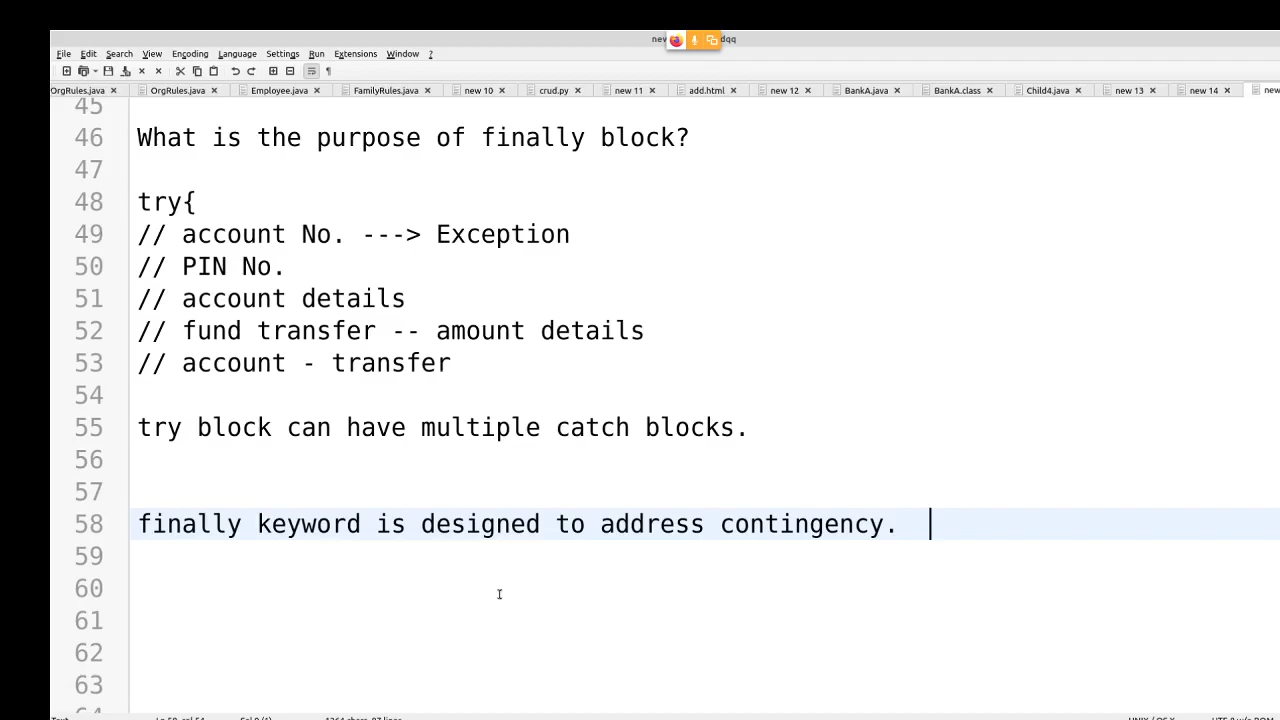 new dqq
File Edit Search View Encoding Language Settings Run Extensions Window ?
OrgRules.java OrgRules.java Employee.java FamilyRules.java new 10 crud.py new 11 add.html new 12 BankA.java BankA.class Child4.java new 13 new 14 new
45
46 What is the purpose of finally block?
47
48 try{
49 // account No. ---> Exception
50 // PIN No.
51 // account details
52 // fund transfer -- amount details
53 // account - transfer
54
55 try block can have multiple catch blocks.
56
57
58 finally keyword is designed to address contingency.
59
60
61
62
63